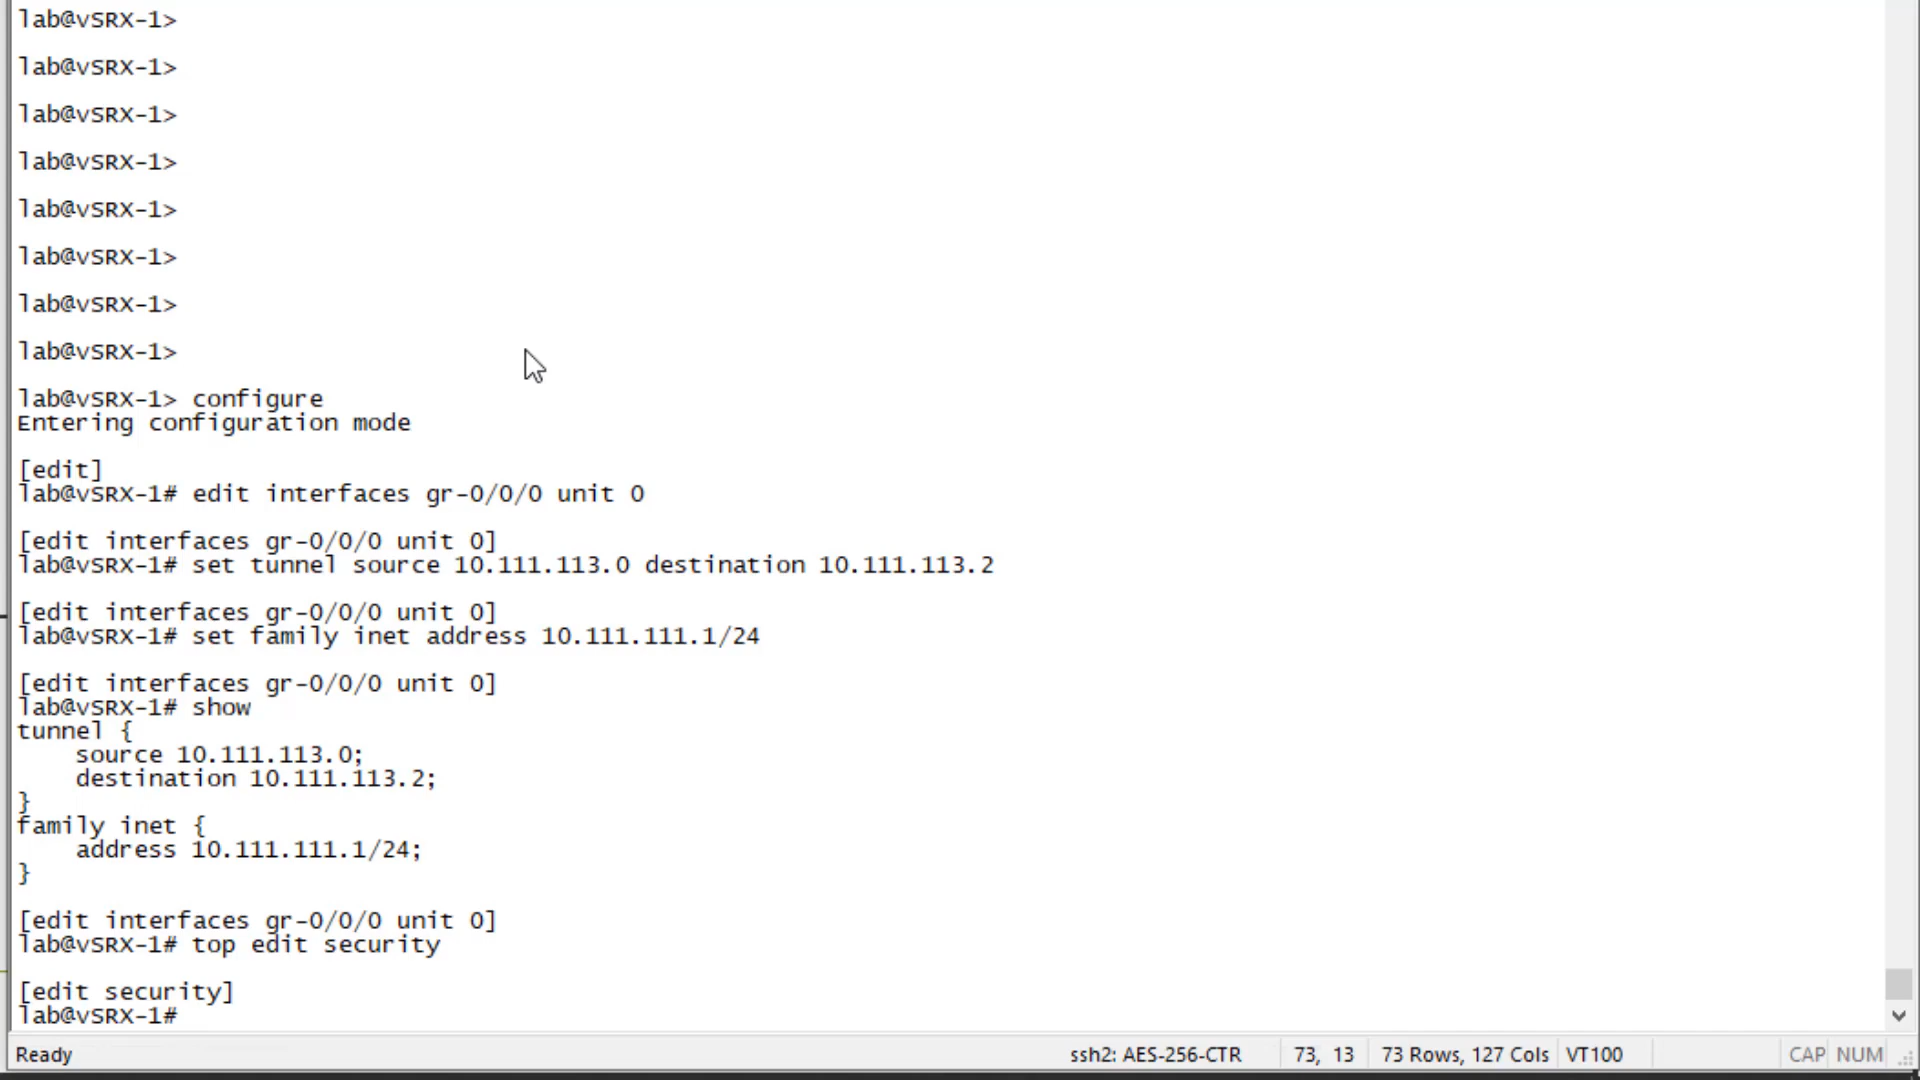 lab@vSRX-1>
lab@vSRX-1>
lab@vSRX-1>
lab@vSRX-1>
lab@vSRX-1>
lab@vSRX-1>
lab@vSRX-1>
lab@vSRX-1>
lab@vSRX-1> configure
Entering configuration mode
[edit]
lab@vSRX-1# edit interfaces gr-0/0/0 unit 0
[edit interfaces gr-0/0/0 unit 0]
lab@vSRX-1# set tunnel source 10.111.113.0 destination 10.111.113.2
[edit interfaces gr-0/0/0 unit 0]
lab@vSRX-1# set family inet address 10.111.111.1/24
[edit interfaces gr-0/0/0 unit 0]
lab@vSRX-1# show
tunnel {
    source 10.111.113.0;
    destination 10.111.113.2;
}
family inet {
    address 10.111.111.1/24;
}
[edit interfaces gr-0/0/0 unit 0]
lab@vSRX-1# top edit security
[edit security]
lab@vSRX-1#
Ready ssh2: AES-256-CTR 73, 13 73 Rows, 127 Cols VT100 CAP NUM